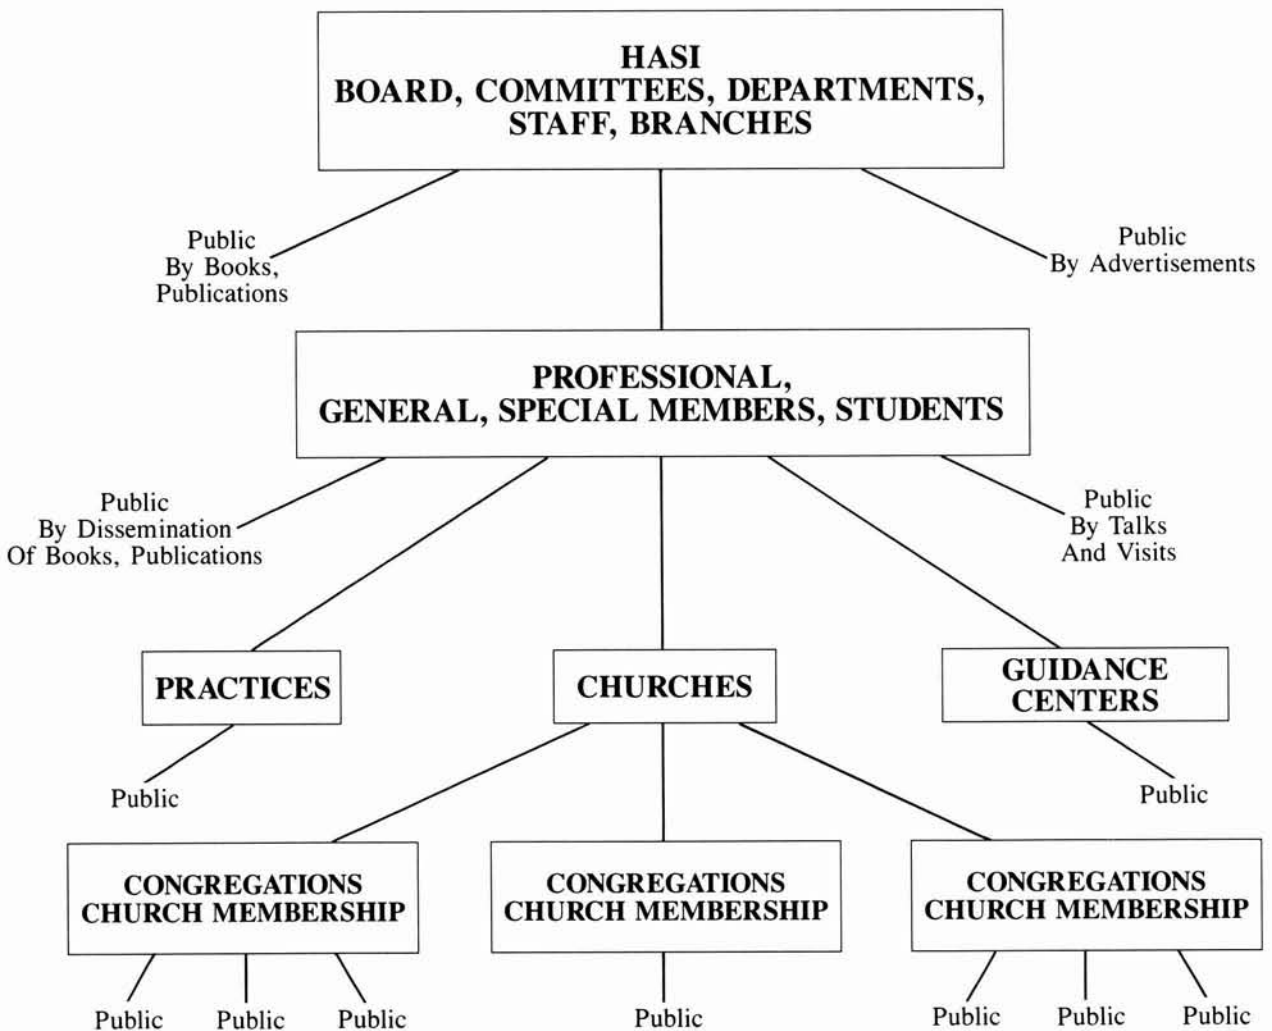 HASI
BOARD, COMMITTEES, DEPARTMENTS,
STAFF, BRANCHES
Public
By Books,
Publications
Public
By Advertisements
PROFESSIONAL,
GENERAL, SPECIAL MEMBERS, STUDENTS
Public
By Dissemination
Of Books, Publications
Public
By Talks
And Visits
PRACTICES
CHURCHES
GUIDANCE
CENTERS
Public
Public
CONGREGATIONS
CHURCH MEMBERSHIP
CONGREGATIONS
CHURCH MEMBERSHIP
CONGREGATIONS
CHURCH MEMBERSHIP
Public
Public
Public
Public
Public
Public
Public